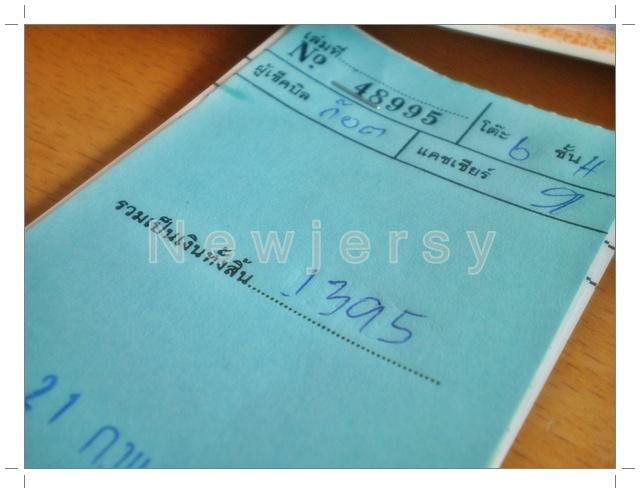 เล่มที่
№ 48995
โต๊ะ 6 ชั้น H
ผู้เช็คบิล ก๊อต
แคชเชียร์
รวมเป็นเงินทั้งสิ้น 1395
Newjersy
21 กพ